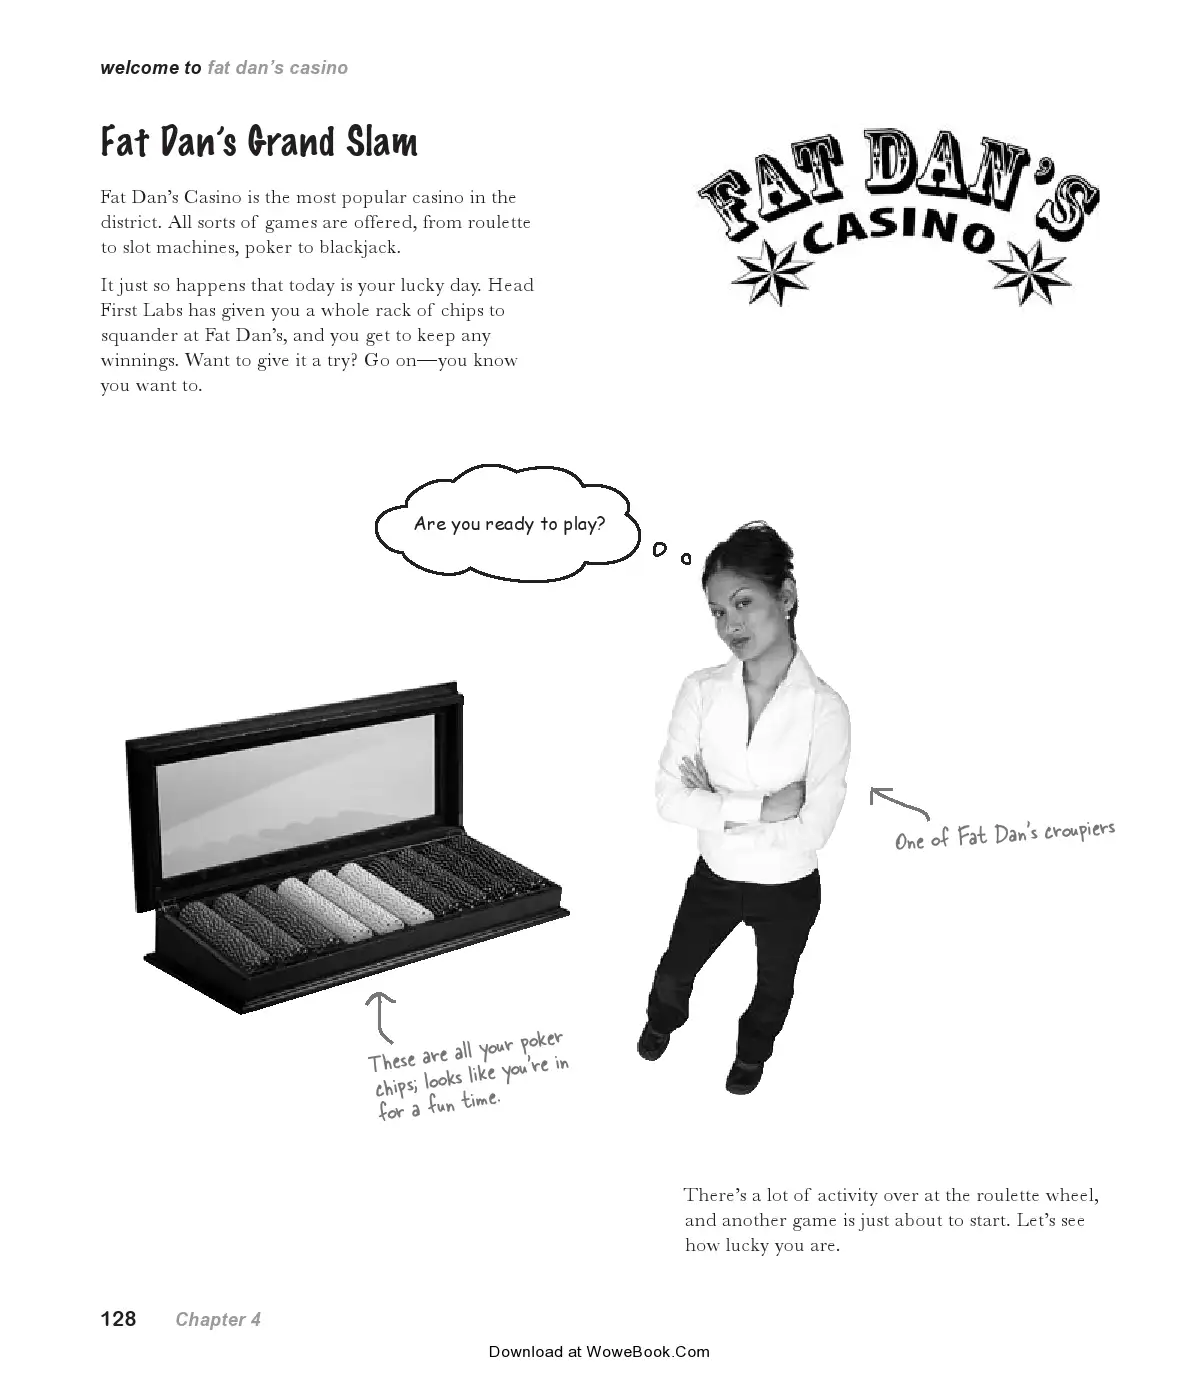 welcome to fat dan's casino
Fat Dan's Grand Slam
Fat Dan's Casino is the most popular casino in the
district. All sorts of games are offered, from roulette
to slot machines, poker to blackjack.
It just so happens that today is your lucky day. Head
First Labs has given you a whole rack of chips to
squander at Fat Dan's, and you get to keep any
winnings. Want to give it a try? Go on—you know
you want to.
FAT DAN'S
CASINO
Are you ready to play?
One of Fat Dan's croupiers
These are all your poker
chips; looks like you're in
for a fun time.
There's a lot of activity over at the roulette wheel,
and another game is just about to start. Let's see
how lucky you are.
128 Chapter 4
Download at WoweBook.Com